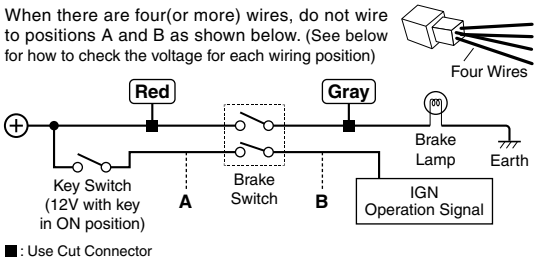 When there are four(or more) wires, do not wire
to positions A and B as shown below. (See below
for how to check the voltage for each wiring position)
Four Wires
Red
Gray
Brake
Lamp
Earth
Key Switch
(12V with key
in ON position)
A
Brake
Switch
B
IGN
Operation Signal
■: Use Cut Connector